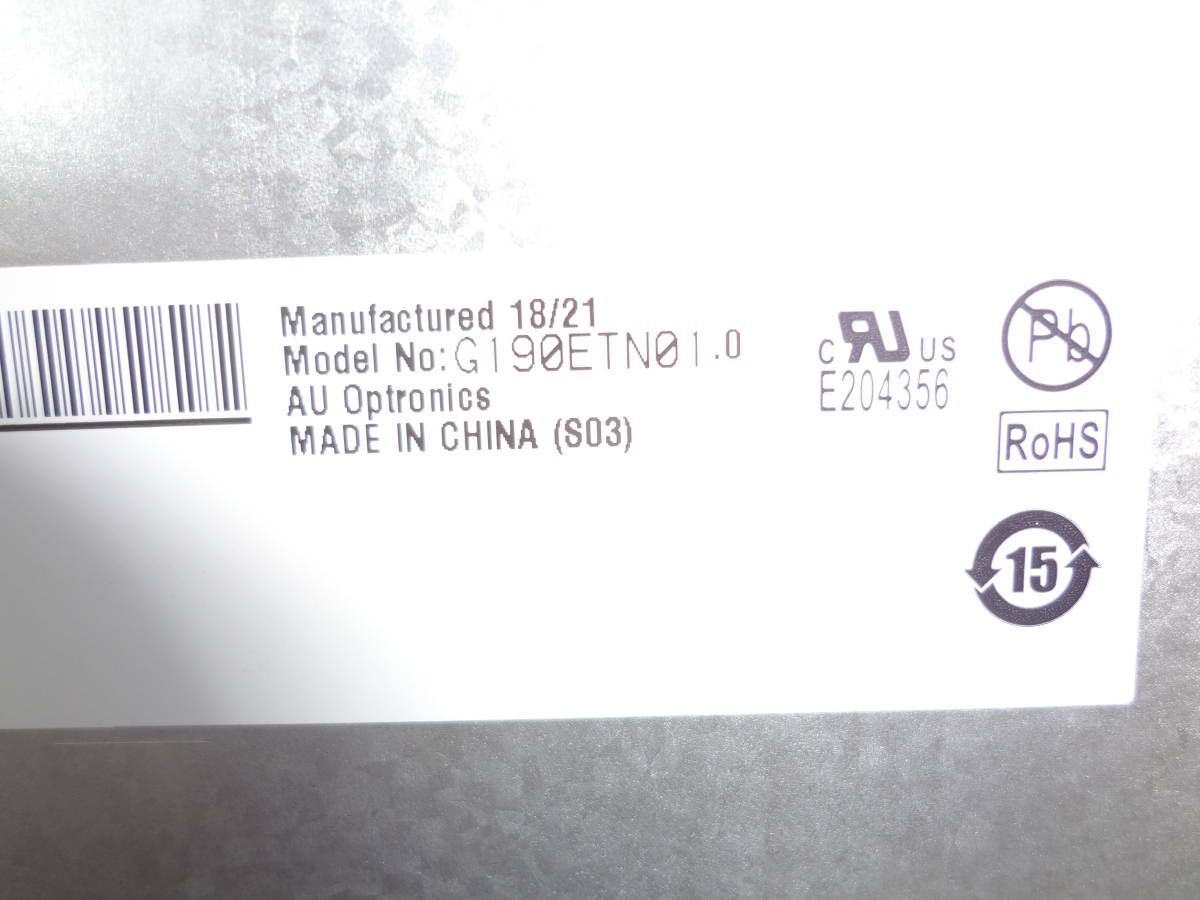 Manufactured 18/21
Model No:G190ETN01.0
AU Optronics
MADE IN CHINA (S03)
c RU US
E204356
Pb
RoHS
15